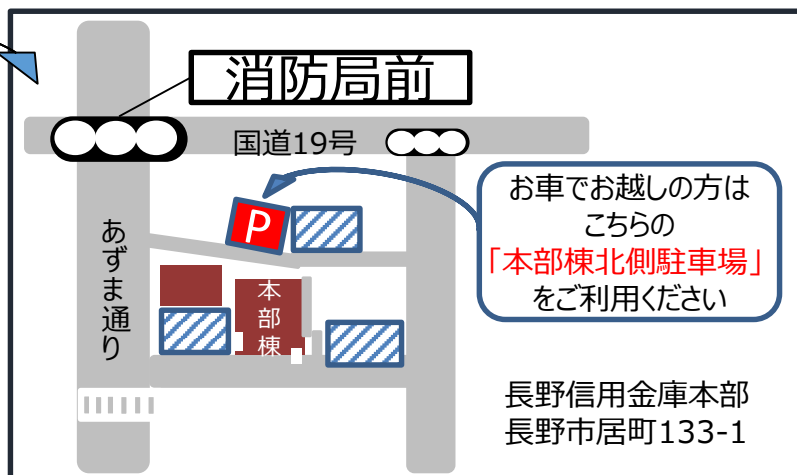 消防局前
国道19号
お車でお越しの方は
こちらの
「本部棟北側駐車場」
をご利用ください
P
あずま通り
本部棟
長野信用金庫本部
長野市居町133-1